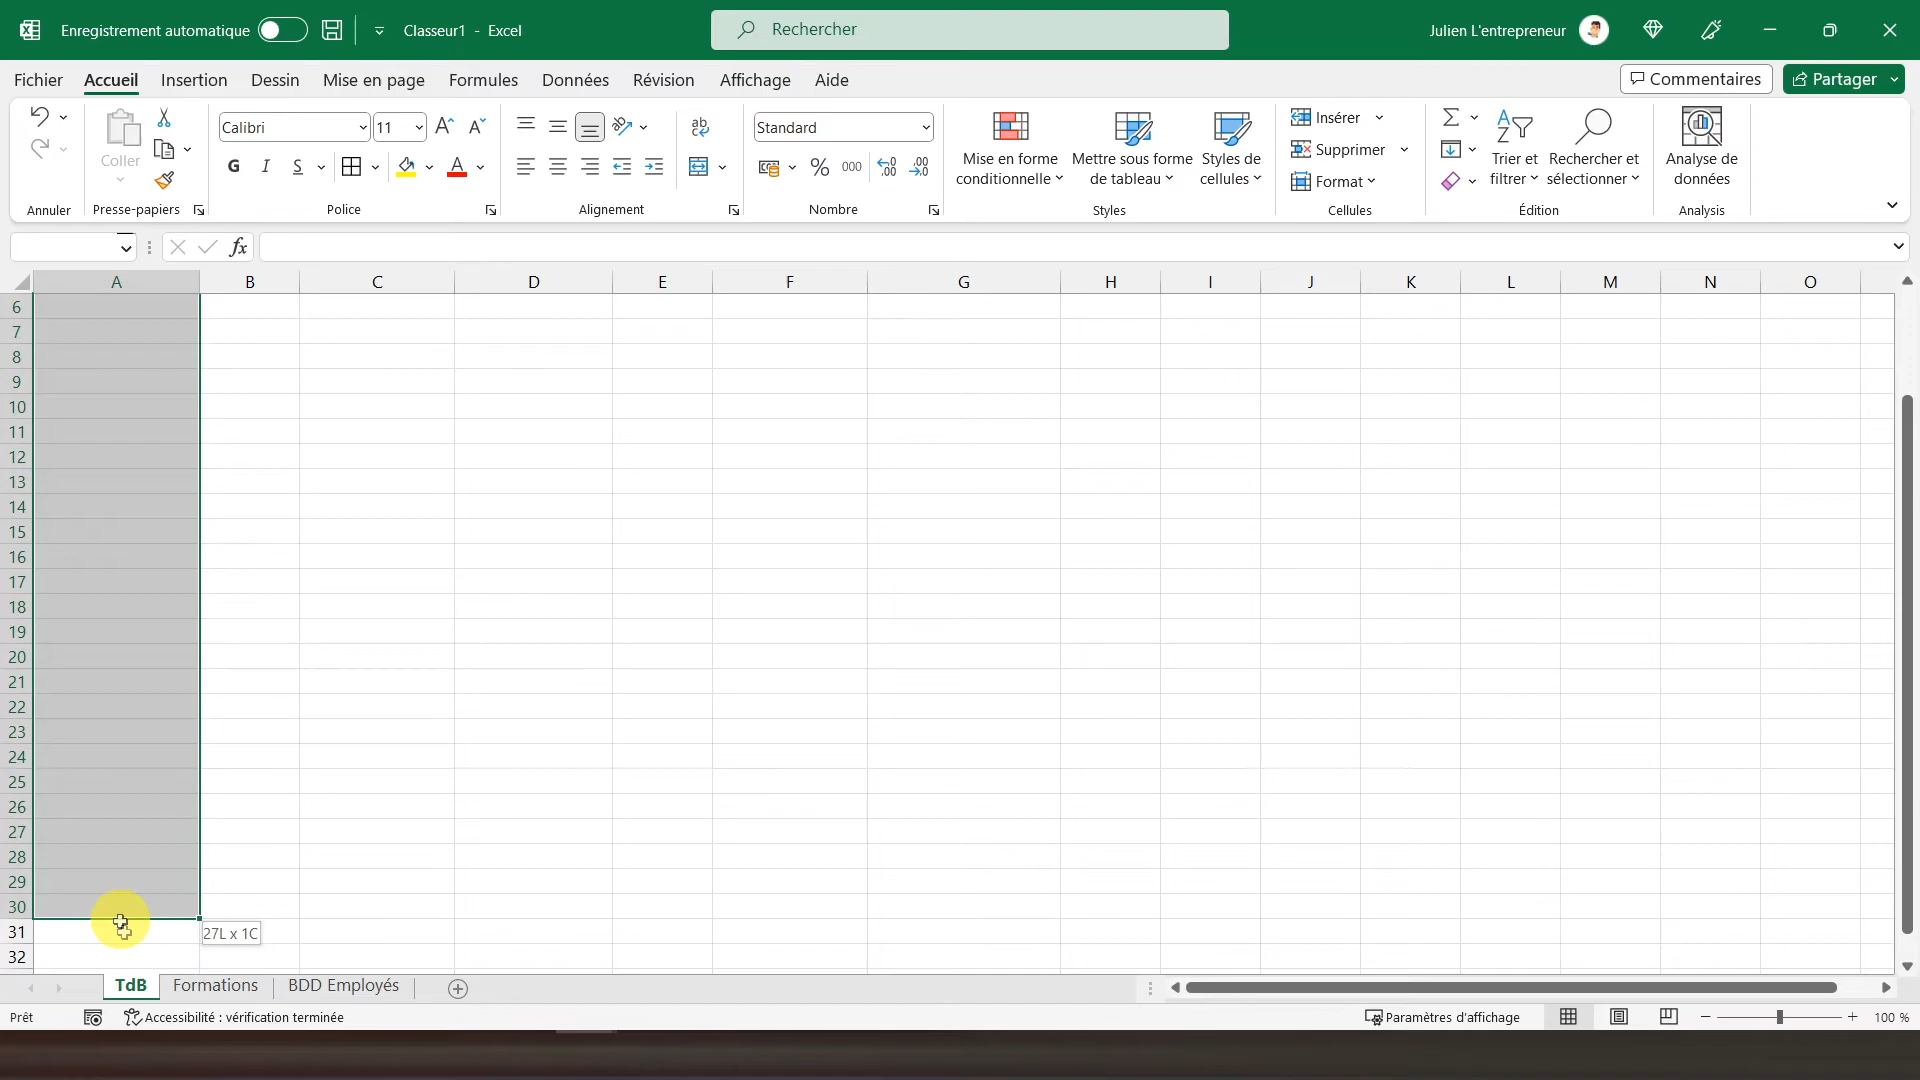 Enregistrement automatique
Classeur1 - Excel
Rechercher
Julien L'entrepreneur
Fichier Accueil Insertion Dessin Mise en page Formules Données Révision Affichage Aide
Commentaires
Partager
Coller
Calibri
11
G I S
A
ab
Standard
% 000
Mise en forme conditionnelle
Mettre sous forme de tableau
Styles de cellules
Insérer
Supprimer
Format
Trier et filtrer
Rechercher et sélectionner
Analyse de données
Annuler Presse-papiers Police Alignement Nombre Styles Cellules Édition Analysis
fx
A B C D E F G H I J K L M N O
6
7
8
9
10
11
12
13
14
15
16
17
18
19
20
21
22
23
24
25
26
27
28
29
30
31
27L x 1C
32
TdB Formations BDD Employés
Prêt
Accessibilité : vérification terminée
Paramètres d'affichage
100 %